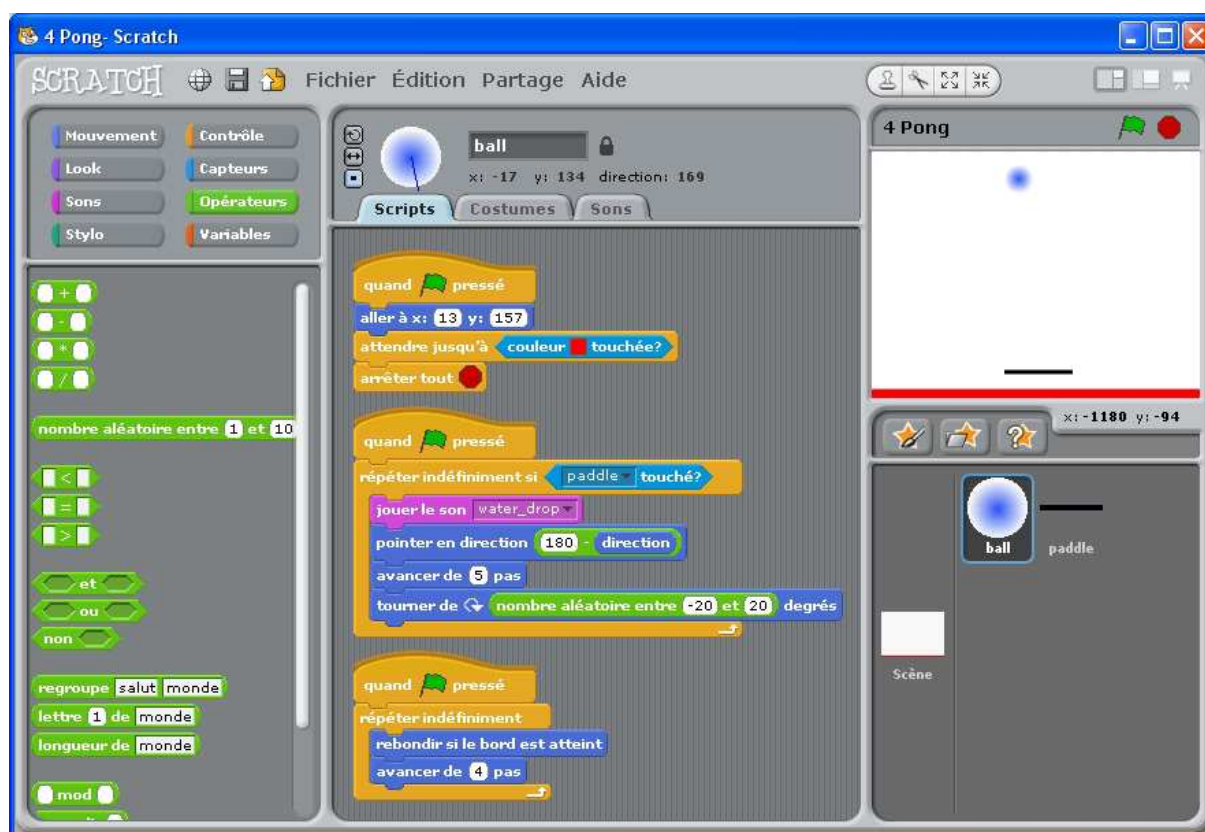 4 Pong- Scratch
SCRATCH Fichier Édition Partage Aide
Mouvement Contrôle
Look Capteurs
Sons Opérateurs
Stylo Variables
+
-
*
/
nombre aléatoire entre 1 et 10
<
=
>
et
ou
non
regroupe salut monde
lettre 1 de monde
longueur de monde
mod
ball
x: -17 y: 134 direction: 169
Scripts Costumes Sons
quand pressé
aller à x: 13 y: 157
attendre jusqu'à couleur touchée?
arrêter tout
quand pressé
répéter indéfiniment si paddle touché?
jouer le son water_drop
pointer en direction 180 - direction
avancer de 5 pas
tourner de nombre aléatoire entre -20 et 20 degrés
quand pressé
répéter indéfiniment
rebondir si le bord est atteint
avancer de 4 pas
4 Pong
x: -1180 y: -94
ball paddle
Scène